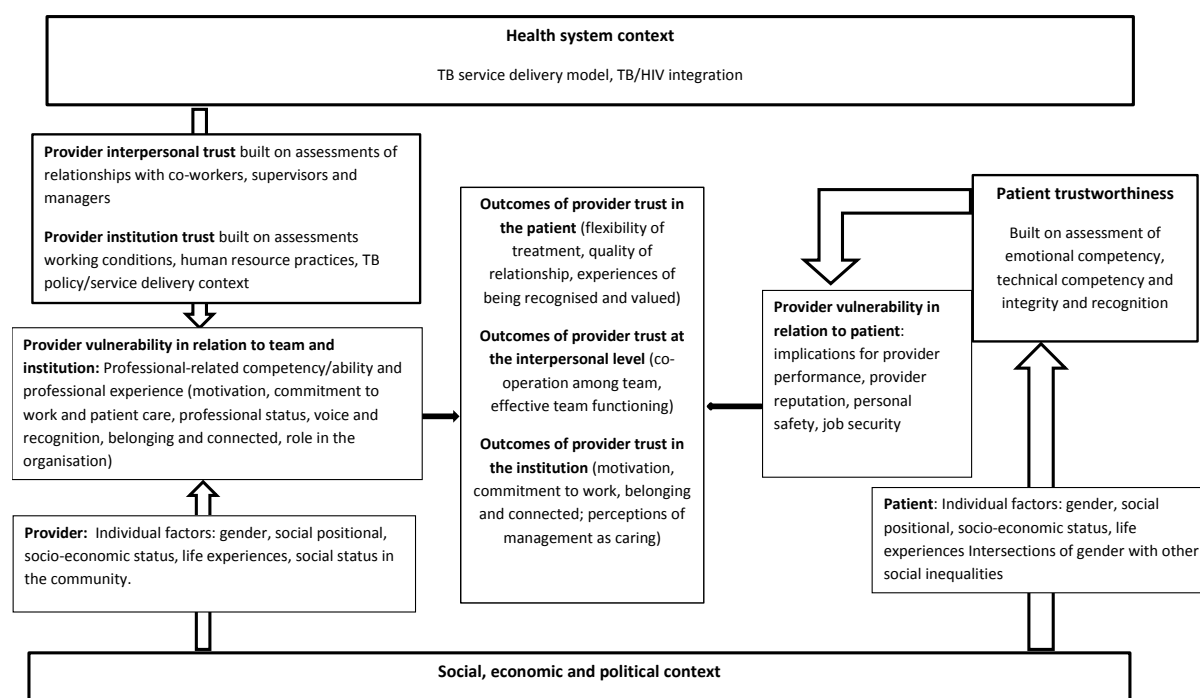 Health system context
TB service delivery model, TB/HIV integration
Provider interpersonal trust built on assessments of
relationships with co-workers, supervisors and
managers
Provider institution trust built on assessments
working conditions, human resource practices, TB
policy/service delivery context
Provider vulnerability in relation to team and
institution: Professional-related competency/ability and
professional experience (motivation, commitment to
work and patient care, professional status, voice and
recognition, belonging and connected, role in the
organisation)
Provider: Individual factors: gender, social positional,
socio-economic status, life experiences, social status in
the community.
Outcomes of provider trust in
the patient (flexibility of
treatment, quality of
relationship, experiences of
being recognised and valued)
Outcomes of provider trust at
the interpersonal level (co-
operation among team,
effective team functioning)
Outcomes of provider trust in
the institution (motivation,
commitment to work, belonging
and connected; perceptions of
management as caring)
Provider vulnerability in
relation to patient:
implications for provider
performance, provider
reputation, personal
safety, job security
Patient trustworthiness
Built on assessment of
emotional competency,
technical competency and
integrity and recognition
Patient: Individual factors: gender, social
positional, socio-economic status, life
experiences Intersections of gender with other
social inequalities
Social, economic and political context